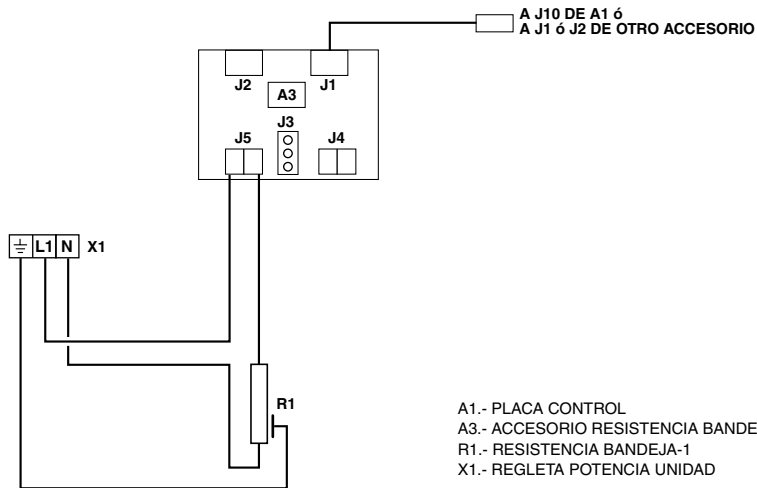 A J10 DE A1 ó
A J1 ó J2 DE OTRO ACCESORIO
J2
J1
A3
J3
J5
J4
L1 N X1
R1
A1.- PLACA CONTROL
A3.- ACCESORIO RESISTENCIA BANDE
R1.- RESISTENCIA BANDEJA-1
X1.- REGLETA POTENCIA UNIDAD